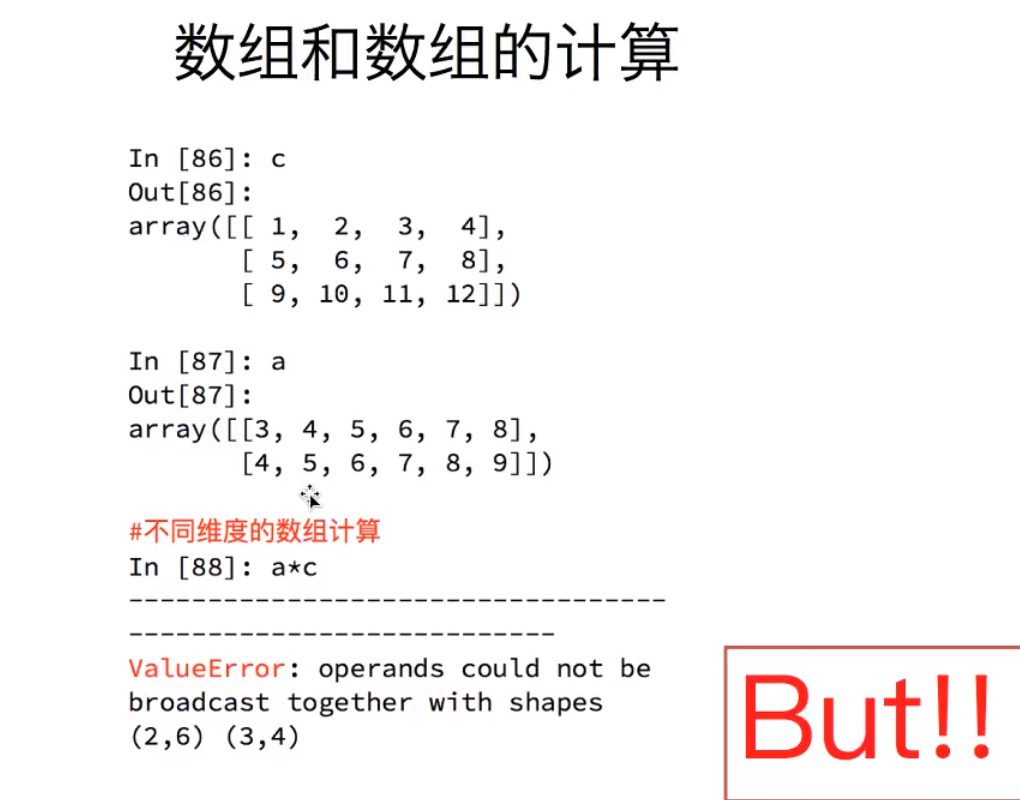 数组和数组的计算
In [86]: c
Out[86]:
array([[ 1,  2,  3,  4],
       [ 5,  6,  7,  8],
       [ 9, 10, 11, 12]])
In [87]: a
Out[87]:
array([[3, 4, 5, 6, 7, 8],
       [4, 5, 6, 7, 8, 9]])
#不同维度的数组计算
In [88]: a*c
----------------------------------
---------------------------
ValueError: operands could not be
broadcast together with shapes
(2,6) (3,4)
But!!